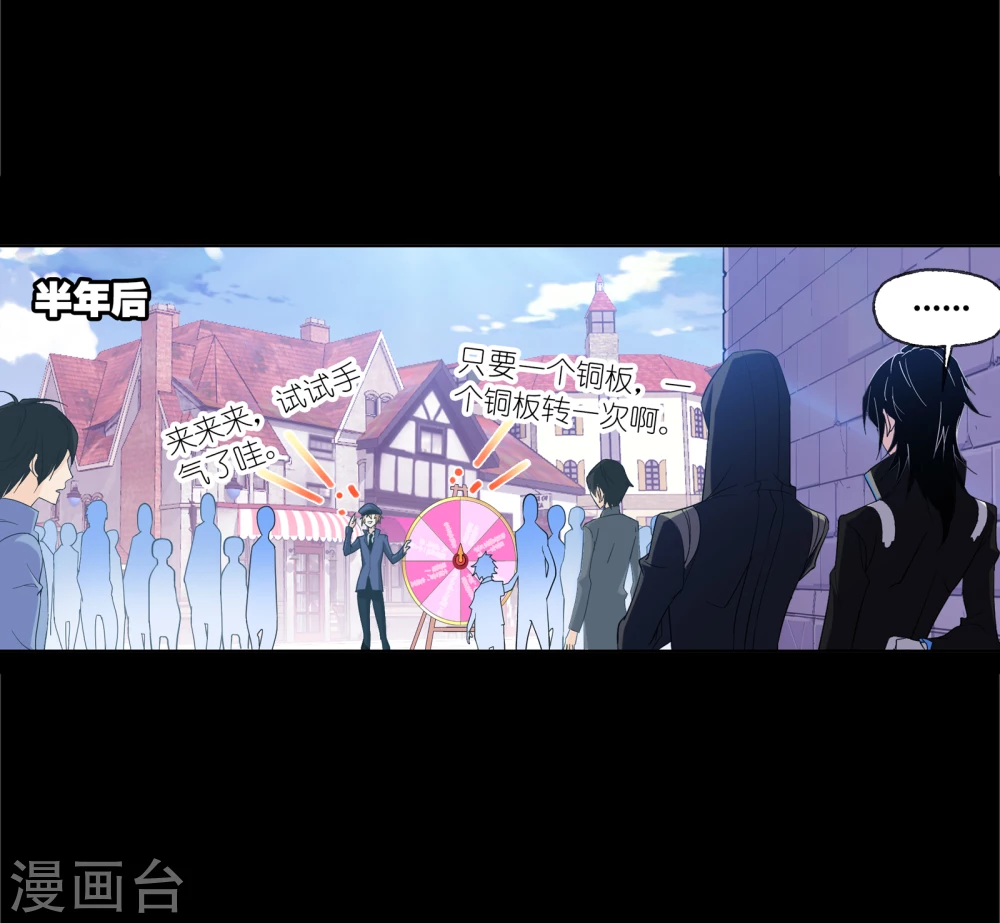 半年后
……
来来来，试试手
气了哇。
只要一个铜板，一
个铜板转一次啊。
漫画台